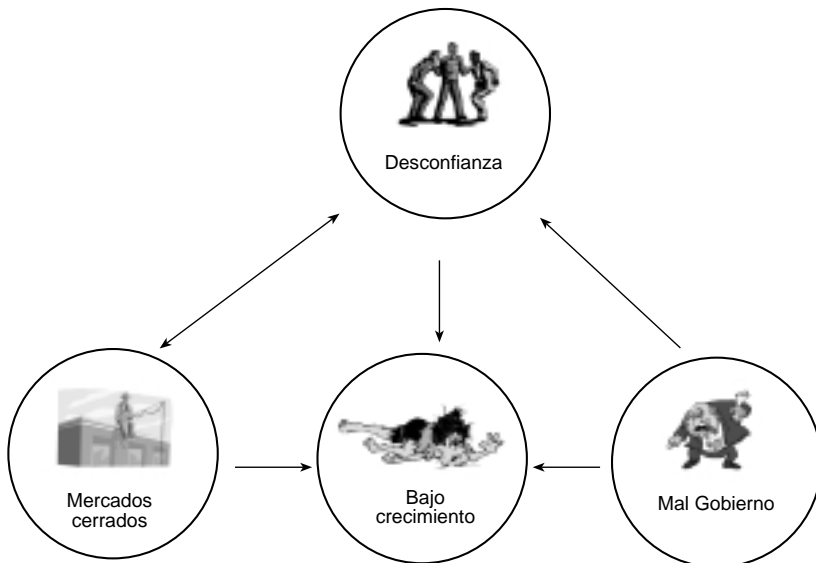 Desconfianza
Mercados
cerrados
Bajo
crecimiento
Mal Gobierno